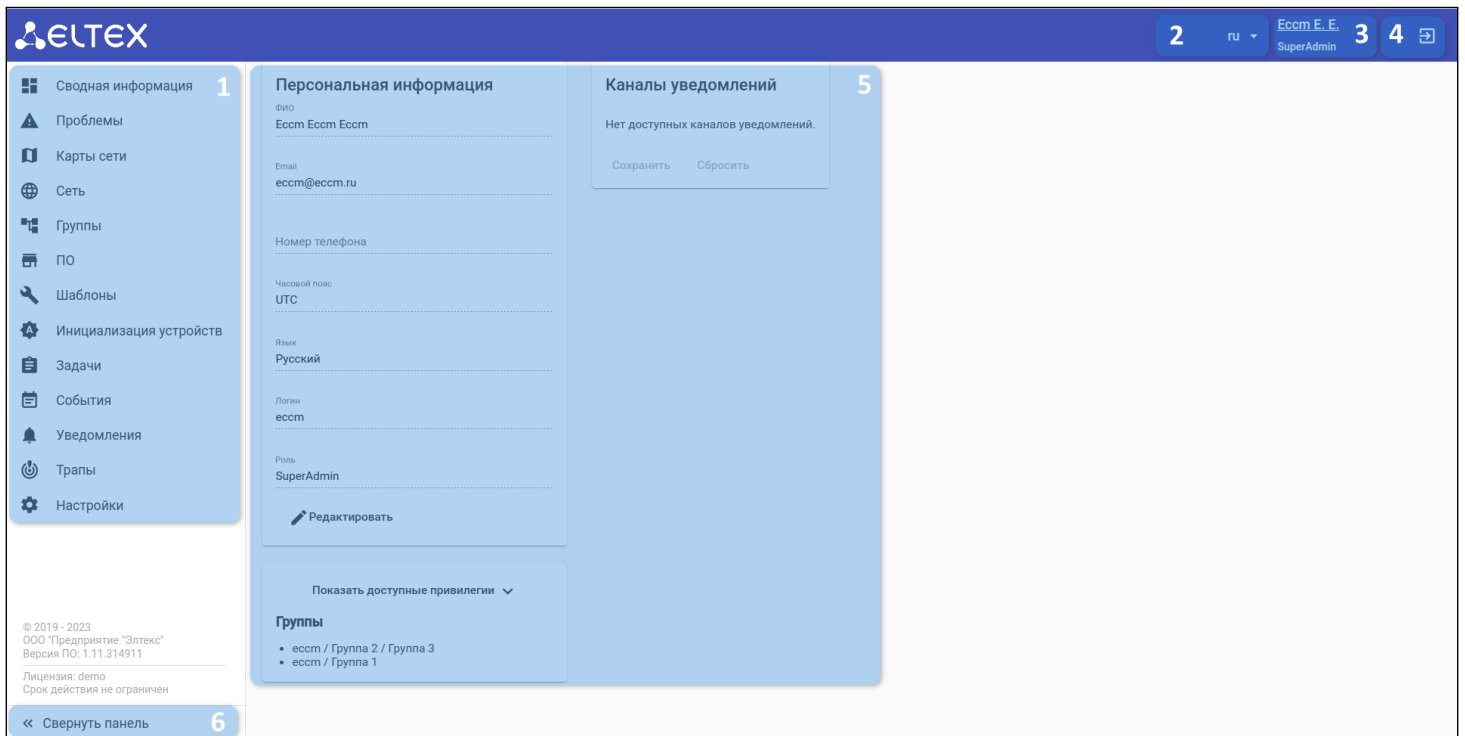 ELTEX
2
ru
Eccm E. E.
SuperAdmin
3
4
Сводная информация
1
Проблемы
Карты сети
Сеть
Группы
ПО
Шаблоны
Инициализация устройств
Задачи
События
Уведомления
Трапы
Настройки
© 2019 - 2023
ООО "Предприятие "Элтекс"
Версия ПО: 1.11.314911
Лицензия: demo
Срок действия не ограничен
Свернуть панель
6
Персональная информация
ФИО
Eccm Eccm Eccm
Email
eccm@eccm.ru
Номер телефона
Часовой пояс
UTC
Язык
Русский
Логин
eccm
Роль
SuperAdmin
Редактировать
Показать доступные привилегии
Группы
• eccm / Группа 2 / Группа 3
• eccm / Группа 1
Каналы уведомлений
5
Нет доступных каналов уведомлений.
Сохранить Сбросить